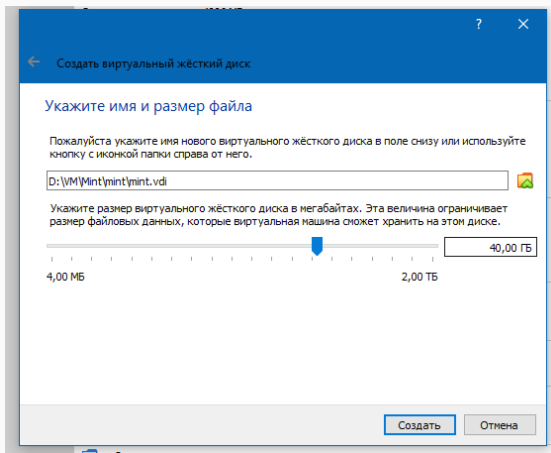 ?
Создать виртуальный жёсткий диск
Укажите имя и размер файла
Пожалуйста укажите имя нового виртуального жёсткого диска в поле снизу или используйте
кнопку с иконкой папки справа от него.
D:\VM\Mint\mint\mint.vdi
Укажите размер виртуального жёсткого диска в мегабайтах. Эта величина ограничивает
размер файловых данных, которые виртуальная машина сможет хранить на этом диске.
40,00 ГБ
4,00 МБ
2,00 ТБ
Создать
Отмена